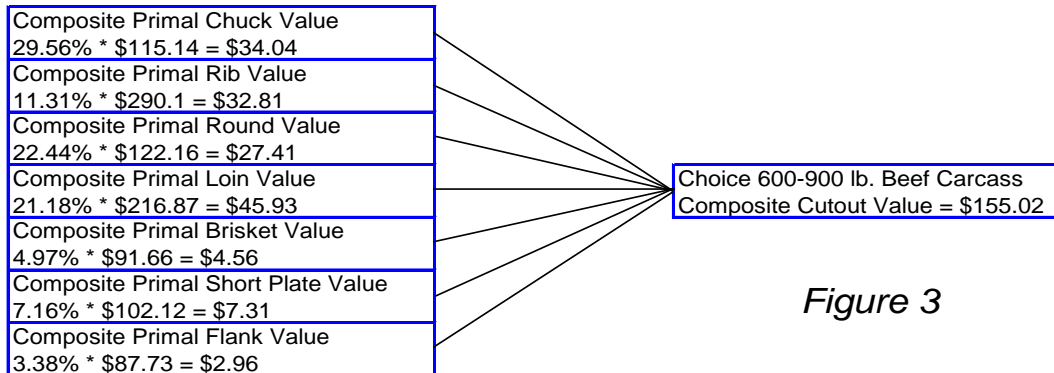 Composite Primal Chuck Value
29.56% * $115.14 = $34.04
Composite Primal Rib Value
11.31% * $290.1 = $32.81
Composite Primal Round Value
22.44% * $122.16 = $27.41
Composite Primal Loin Value
21.18% * $216.87 = $45.93
Composite Primal Brisket Value
4.97% * $91.66 = $4.56
Composite Primal Short Plate Value
7.16% * $102.12 = $7.31
Composite Primal Flank Value
3.38% * $87.73 = $2.96
Choice 600-900 lb. Beef Carcass
Composite Cutout Value = $155.02
Figure 3